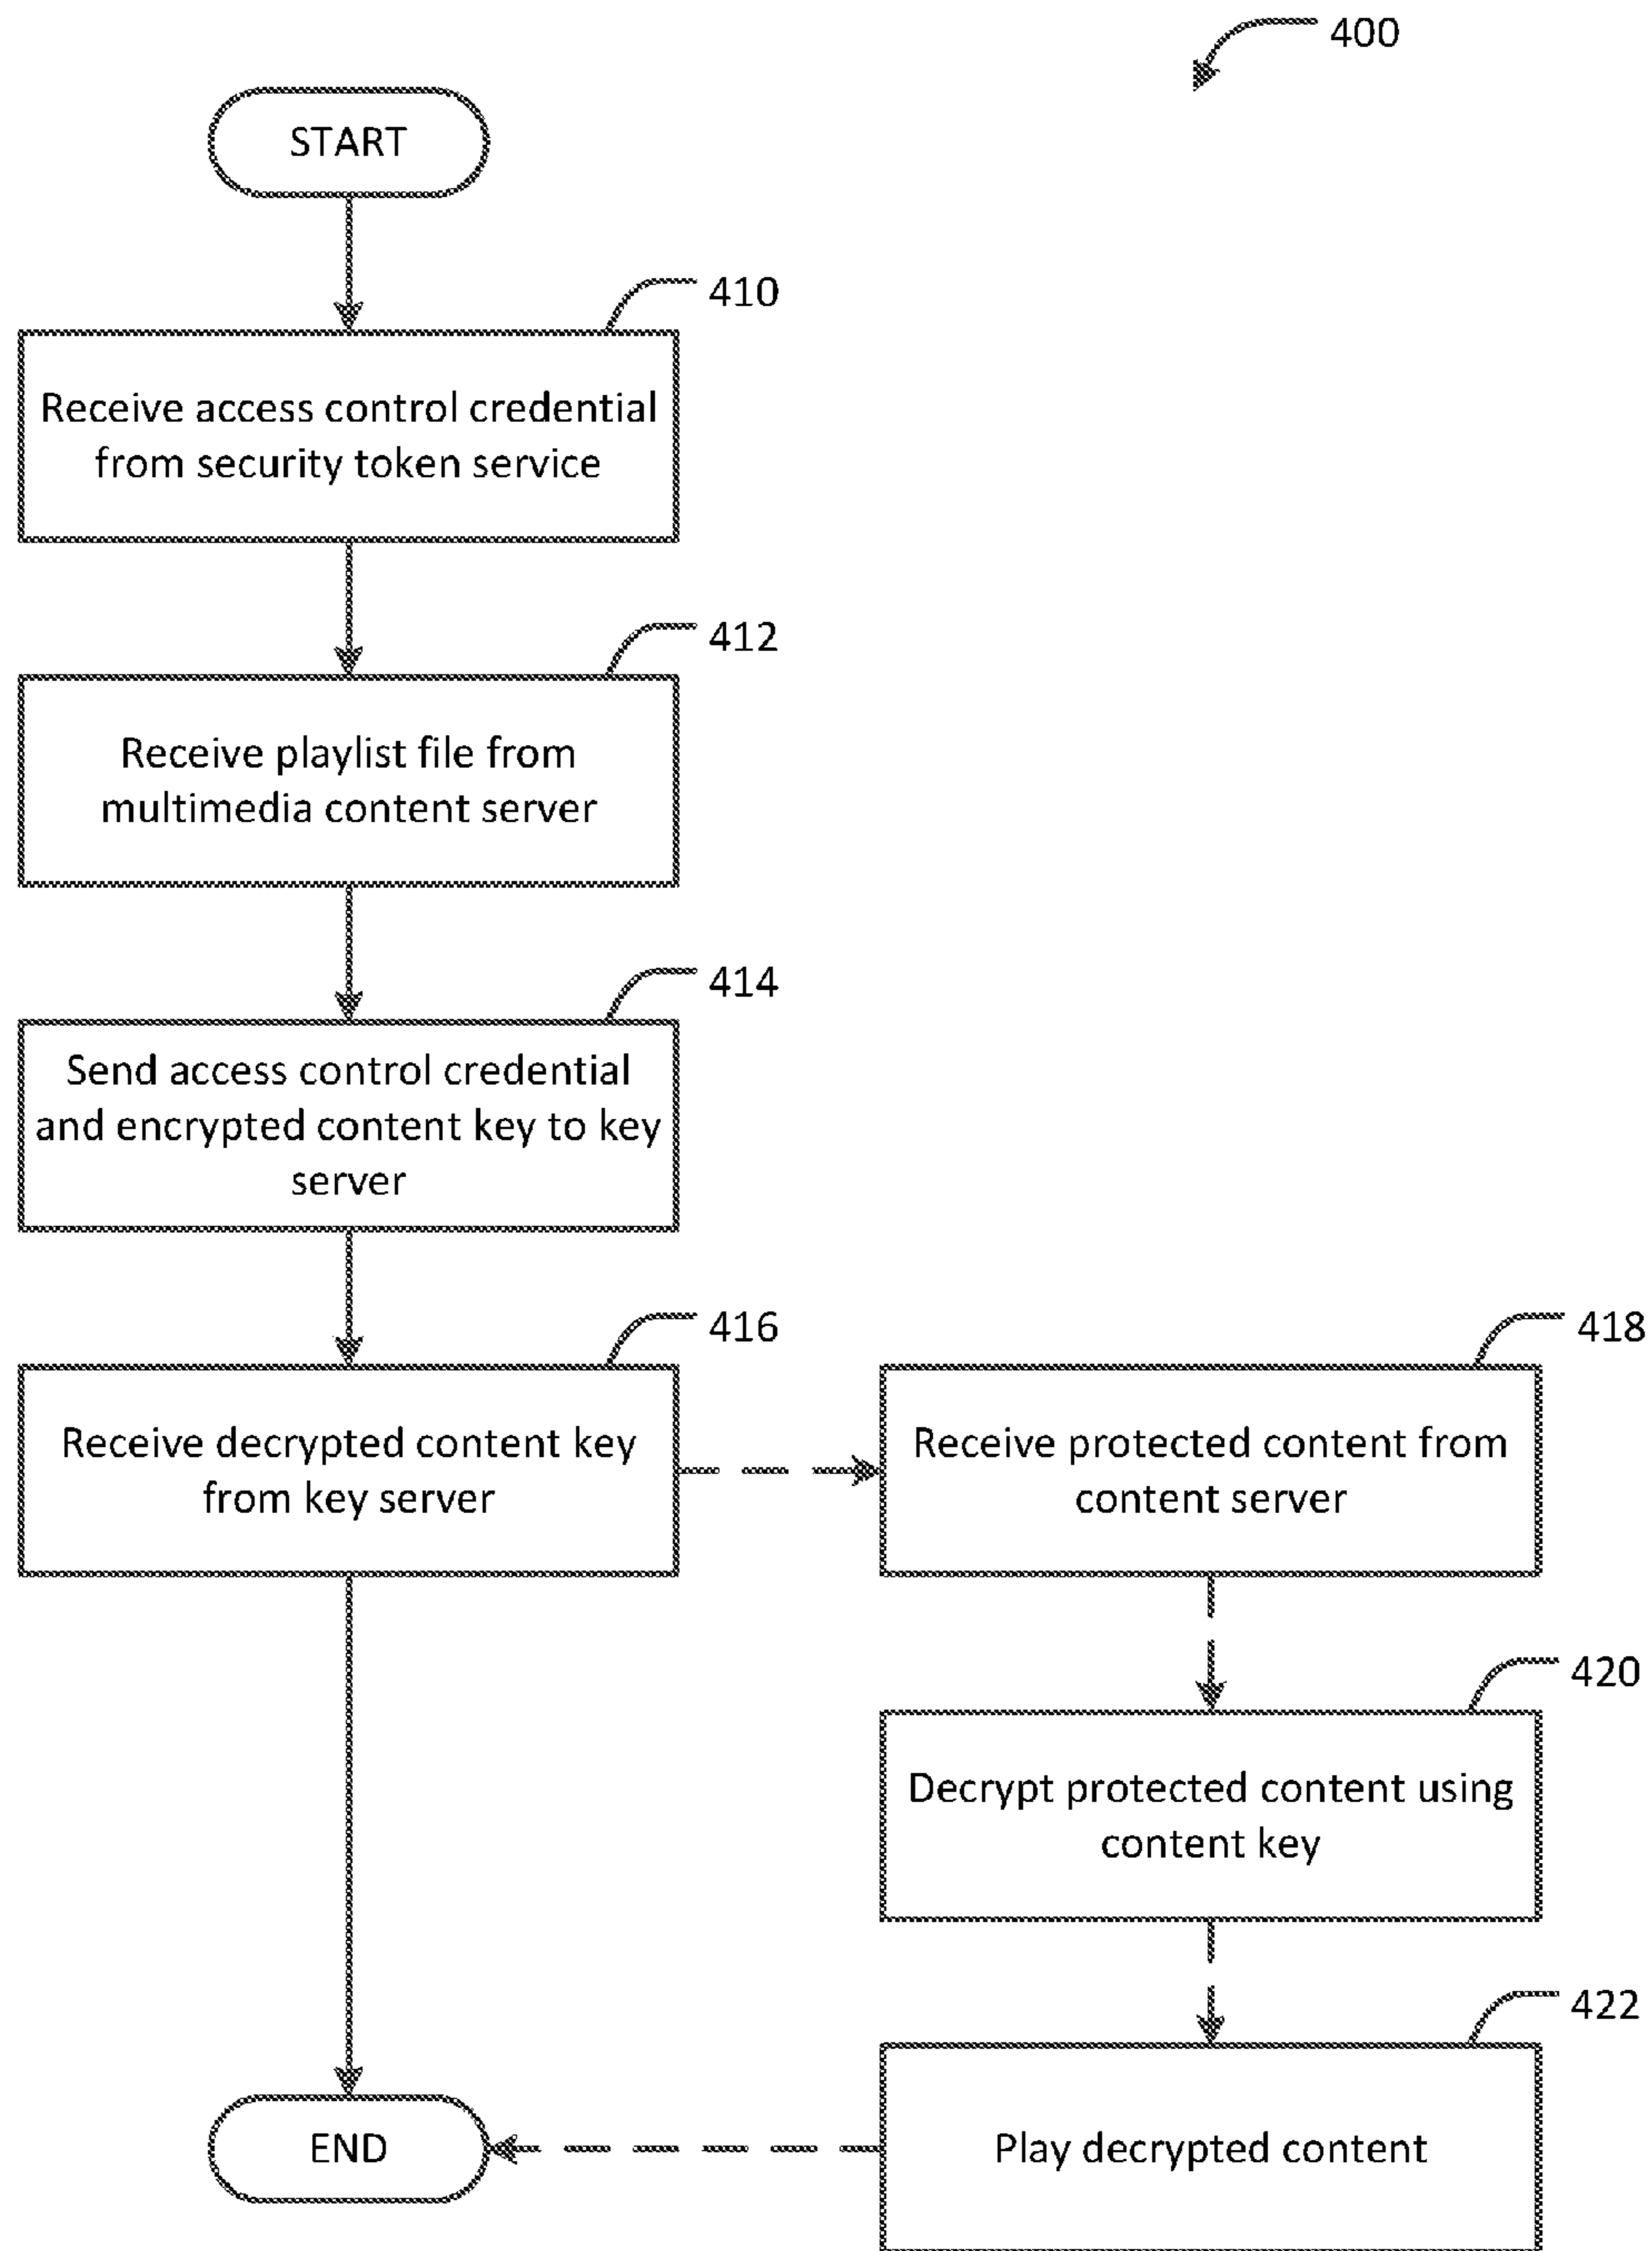 400
START
410
Receive access control credential
from security token service
412
Receive playlist file from
multimedia content server
414
Send access control credential
and encrypted content key to key
server
416
Receive decrypted content key
from key server
418
Receive protected content from
content server
420
Decrypt protected content using
content key
422
Play decrypted content
END